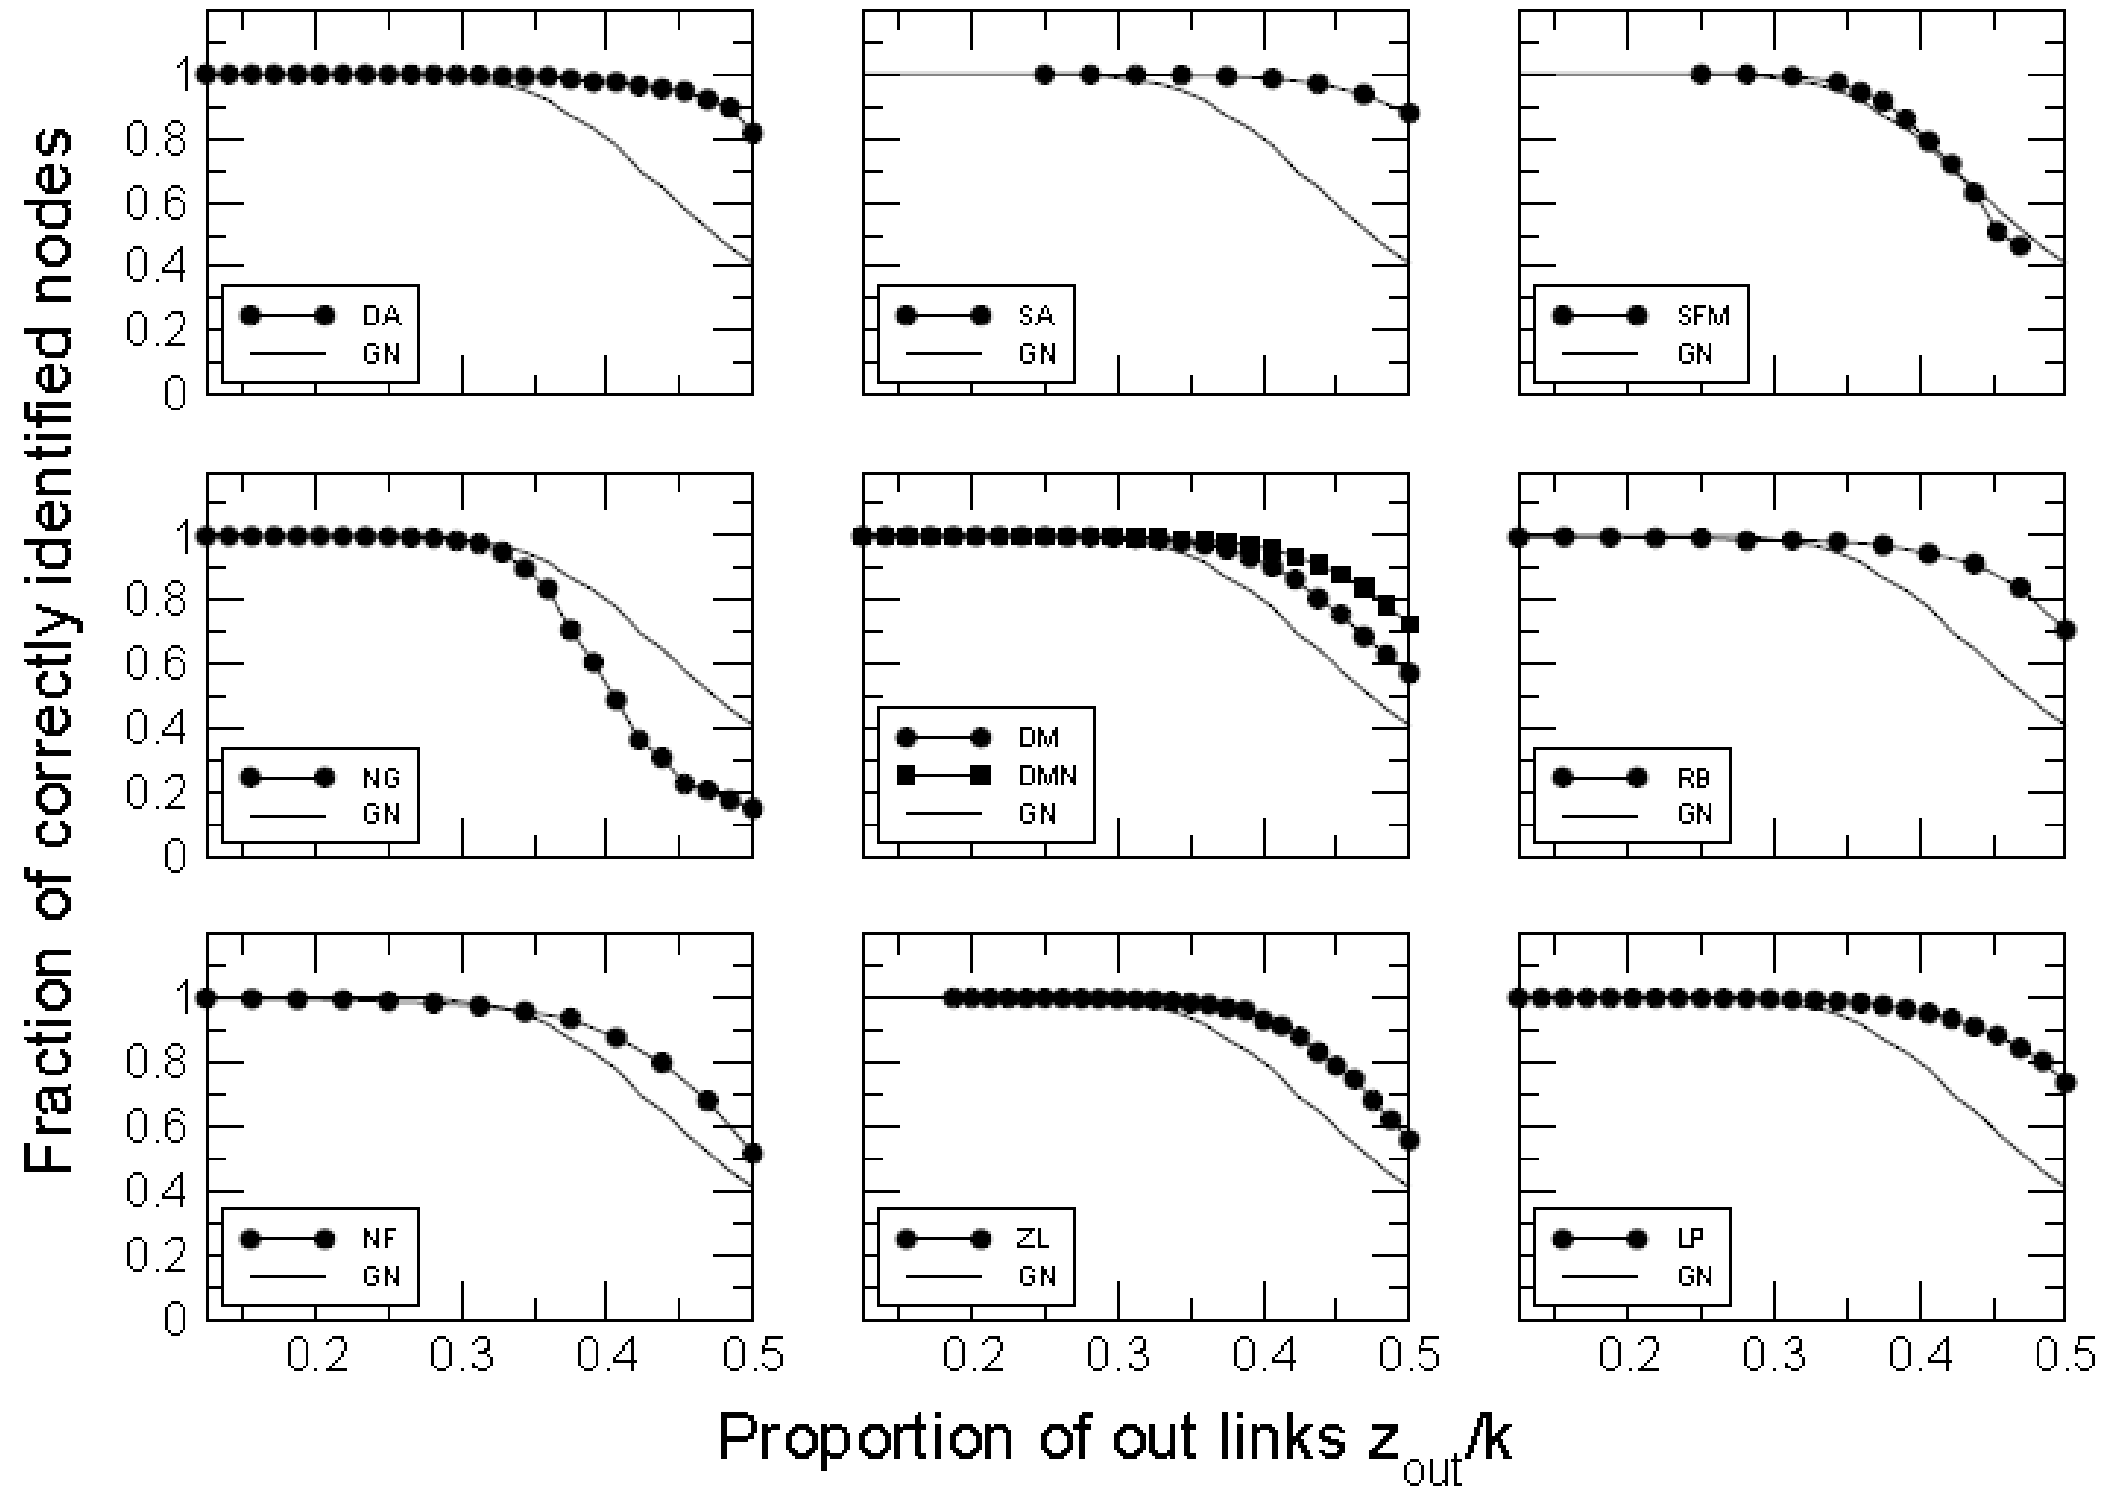 Fraction of correctly identified nodes
1
0.8
0.6
0.4
0.2
0
DA
GN
SA
GN
SFM
GN
1
0.8
0.6
0.4
0.2
0
NG
GN
DM
DMN
GN
RB
GN
1
0.8
0.6
0.4
0.2
0
NF
GN
ZL
GN
LP
GN
0.2 0.3 0.4 0.5
0.2 0.3 0.4 0.5
0.2 0.3 0.4 0.5
Proportion of out links z_out/k